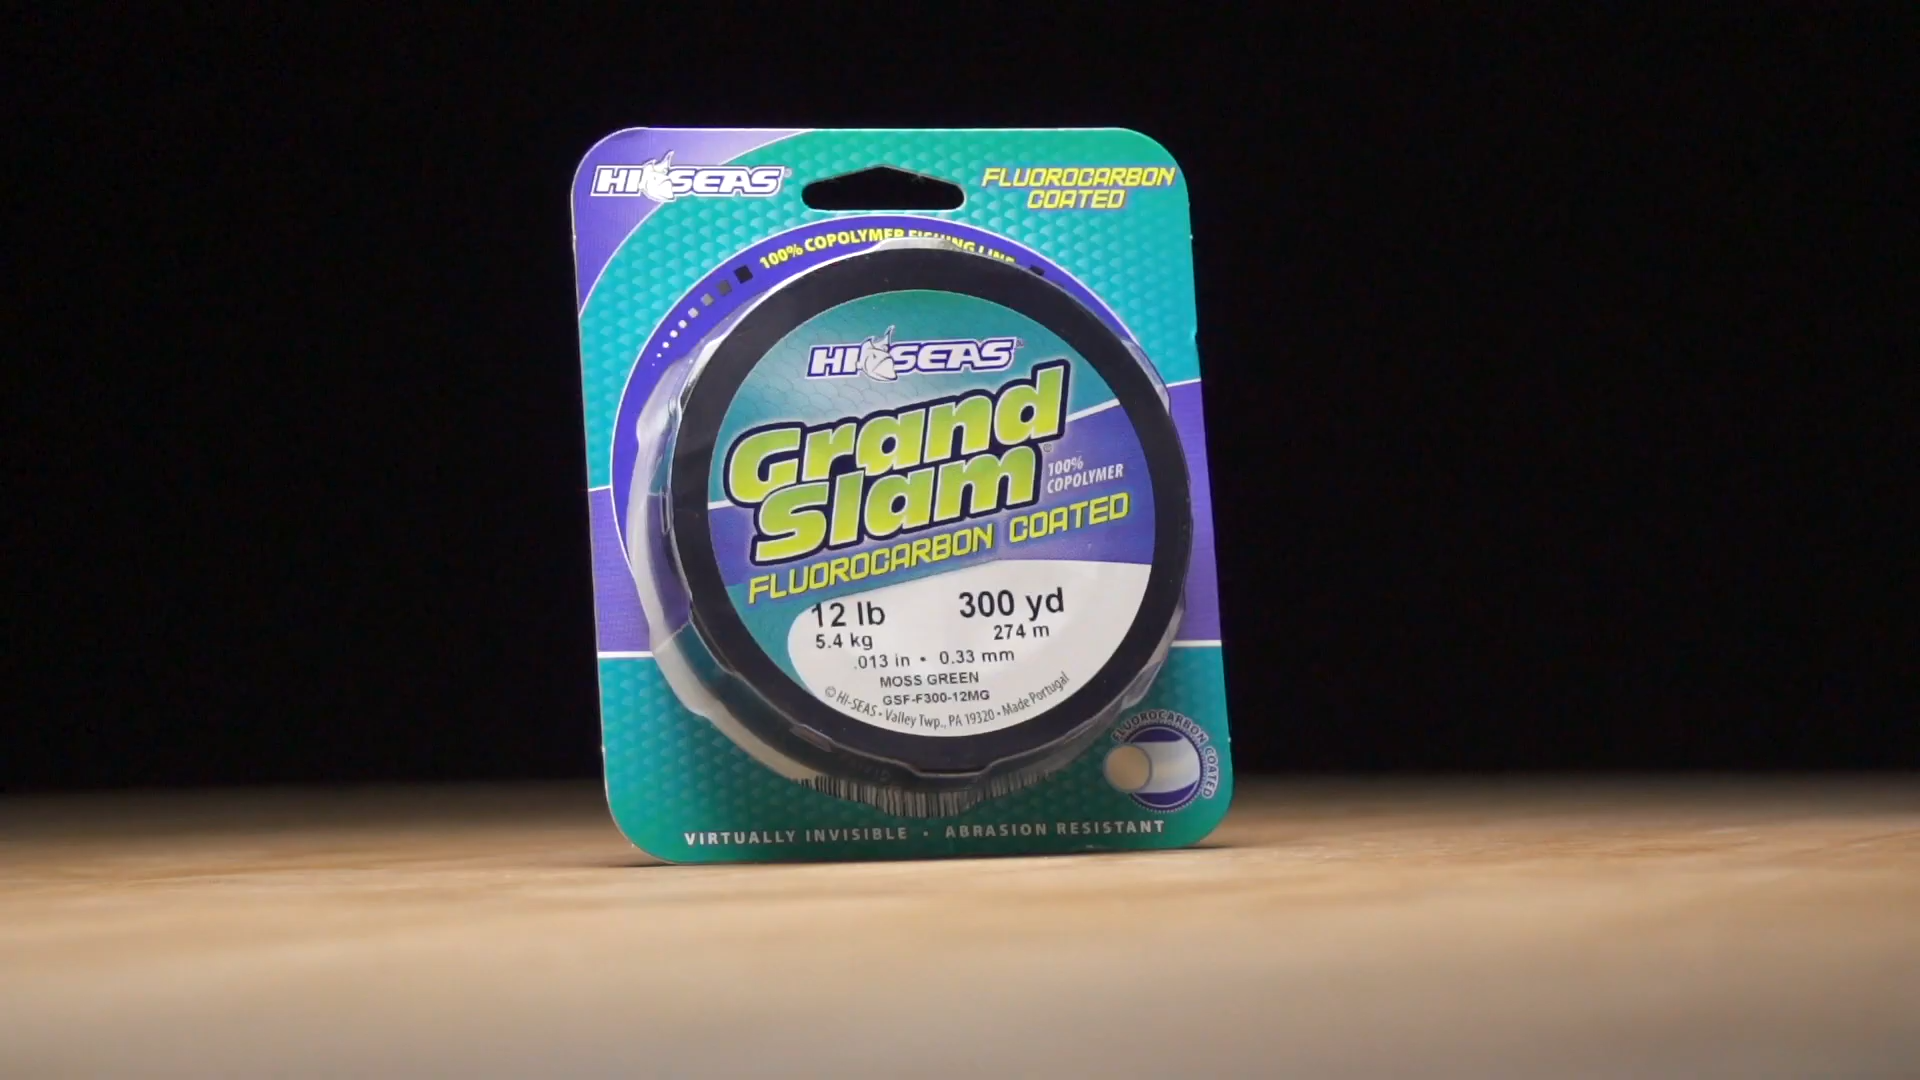 HI-SEAS®
FLUOROCARBON
COATED
100% COPOLYMER FISHING LINE
HI-SEAS®
Grand
Slam®
100%
COPOLYMER
FLUOROCARBON COATED
12 lb 300 yd
5.4 kg 274 m
.013 in • 0.33 mm
MOSS GREEN
GSF-F300-12MG
© HI-SEAS • Valley Twp., PA 19320 • Made Portugal
FLUOROCARBON COATED
VIRTUALLY INVISIBLE • ABRASION RESISTANT